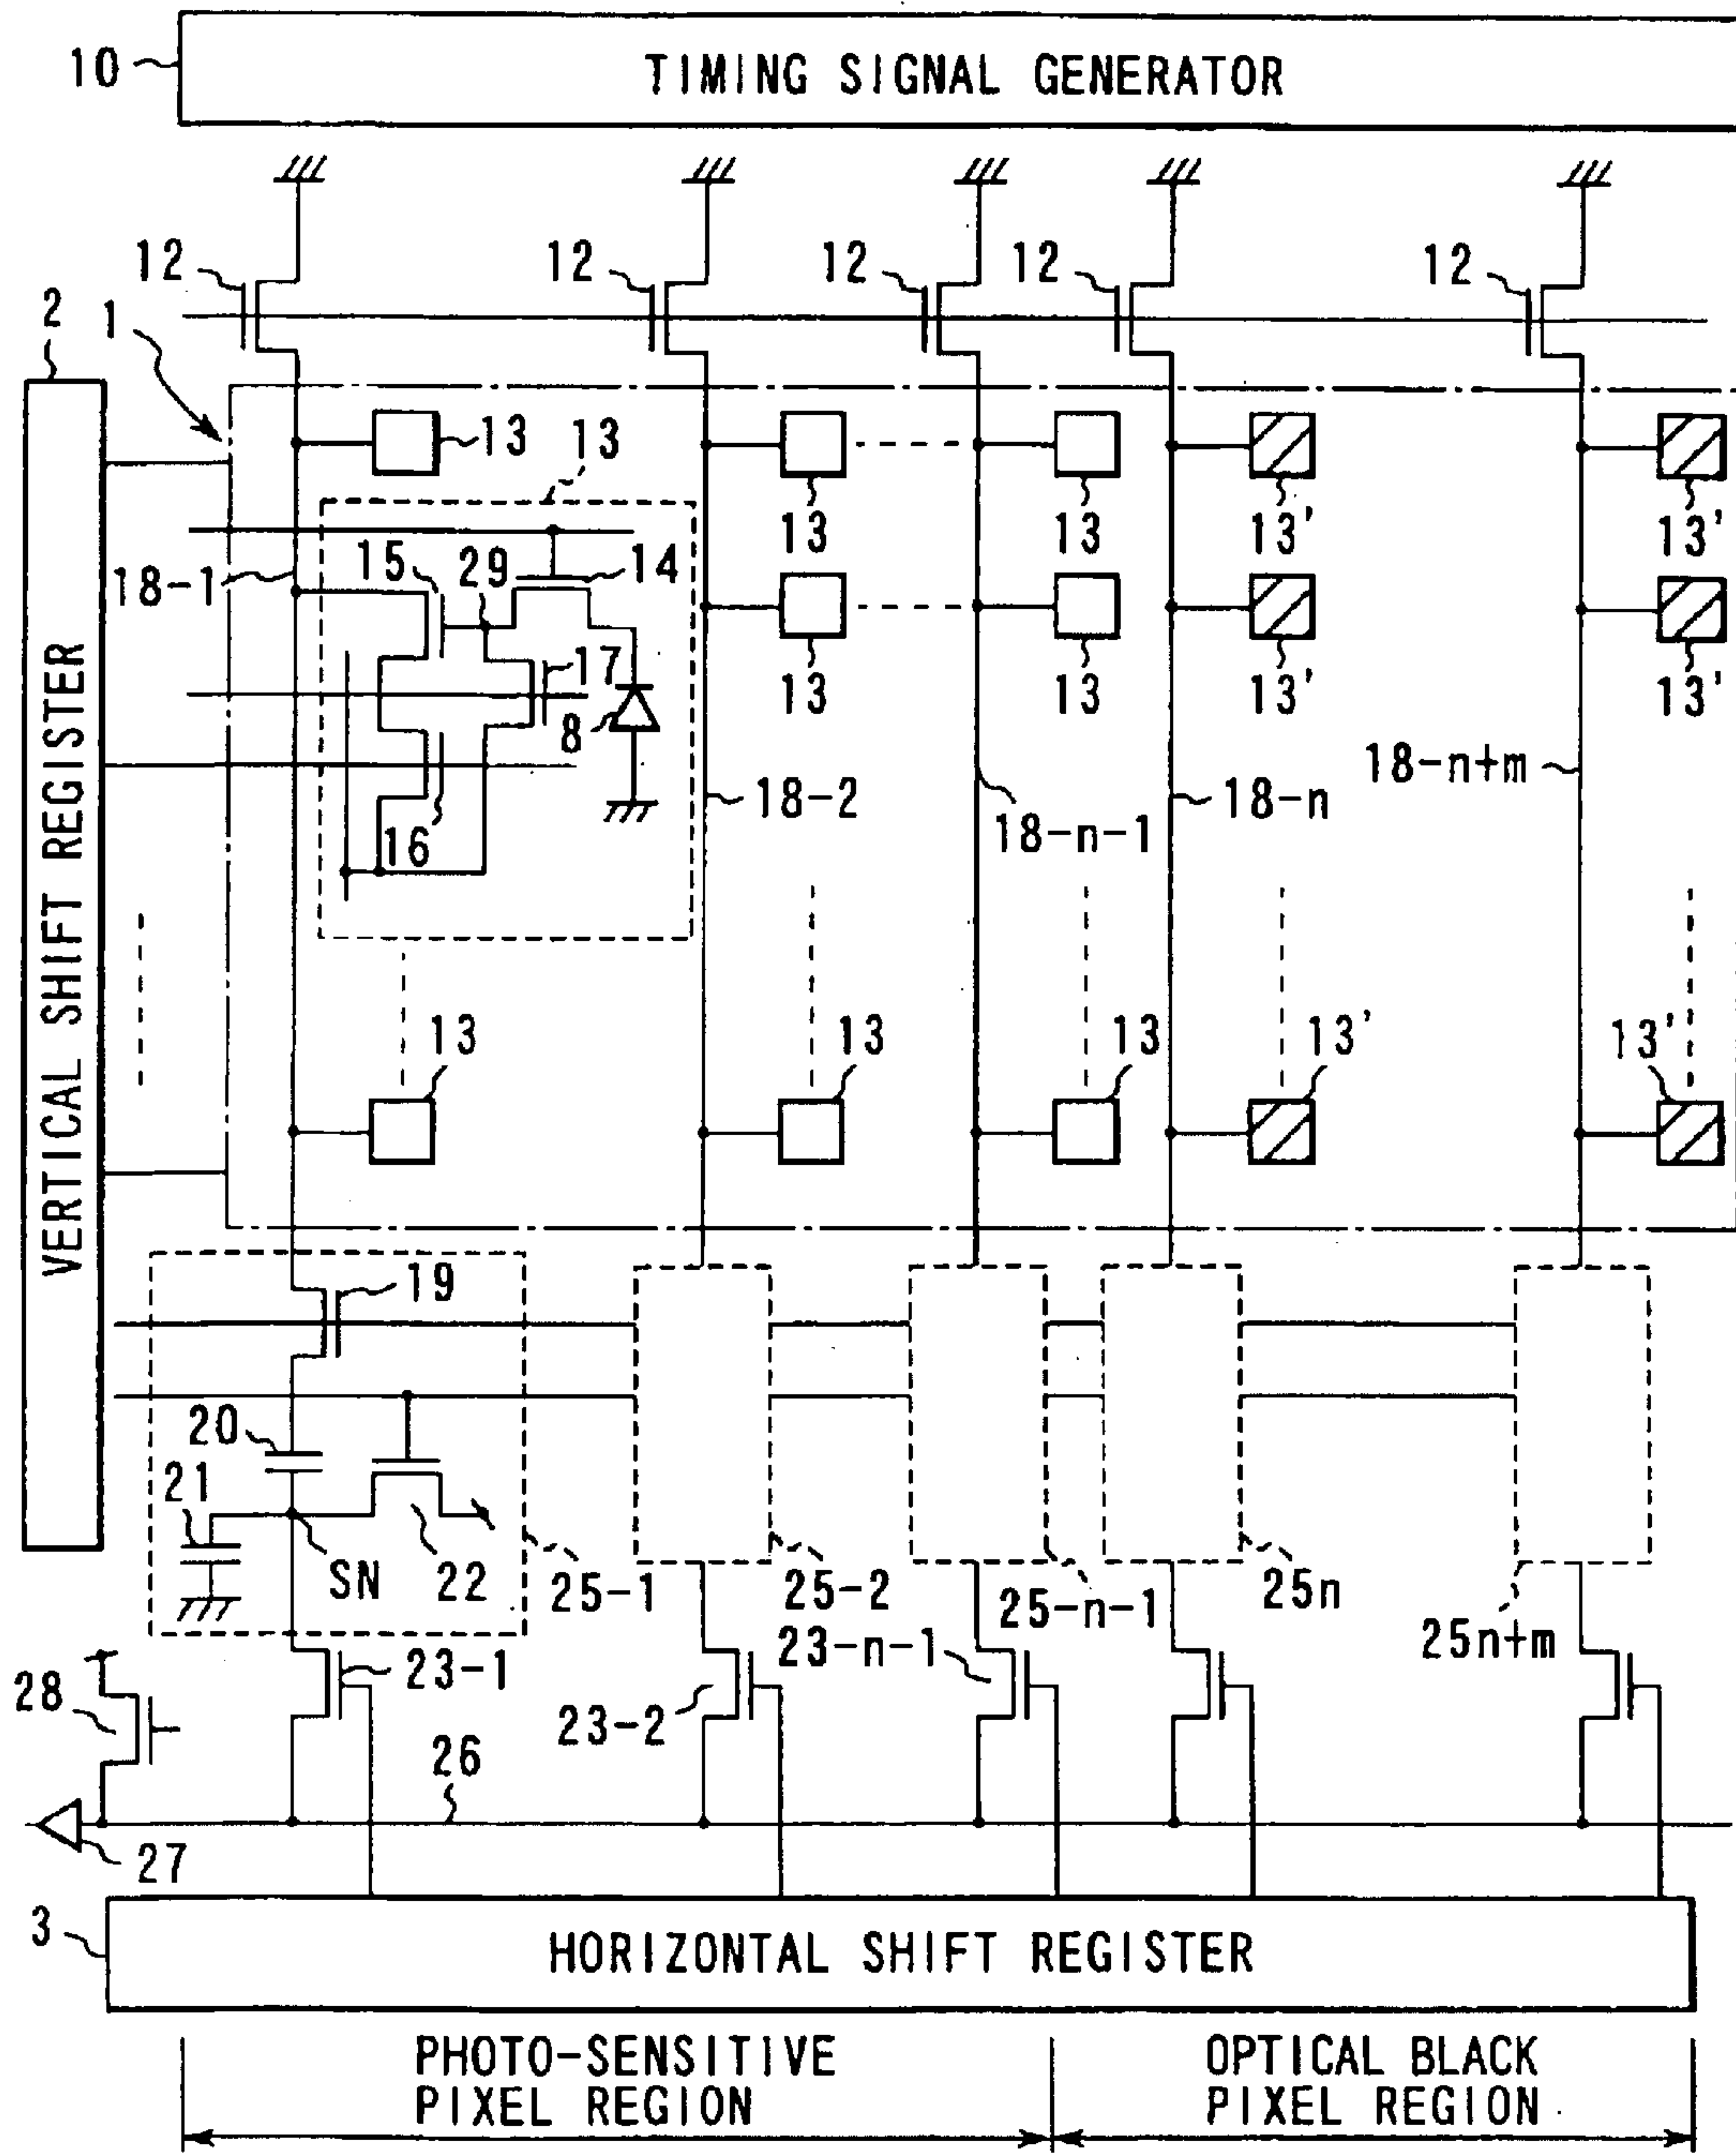 10 TIMING SIGNAL GENERATOR
12 12 12 12 12
2 1
13 13
13 13 13' 13'
15 29 14
18-1
17
13 13 13' 13'
8
18-2 18-n-1 18-n 18-n+m
16
VERTICAL SHIFT REGISTER
13 13 13 13' 13'
19
20
21
SN 22 25-1 25-2 25-n-1 25n 25n+m
28 23-1 23-2 23-n-1
26
27
3 HORIZONTAL SHIFT REGISTER
PHOTO-SENSITIVE OPTICAL BLACK
PIXEL REGION PIXEL REGION